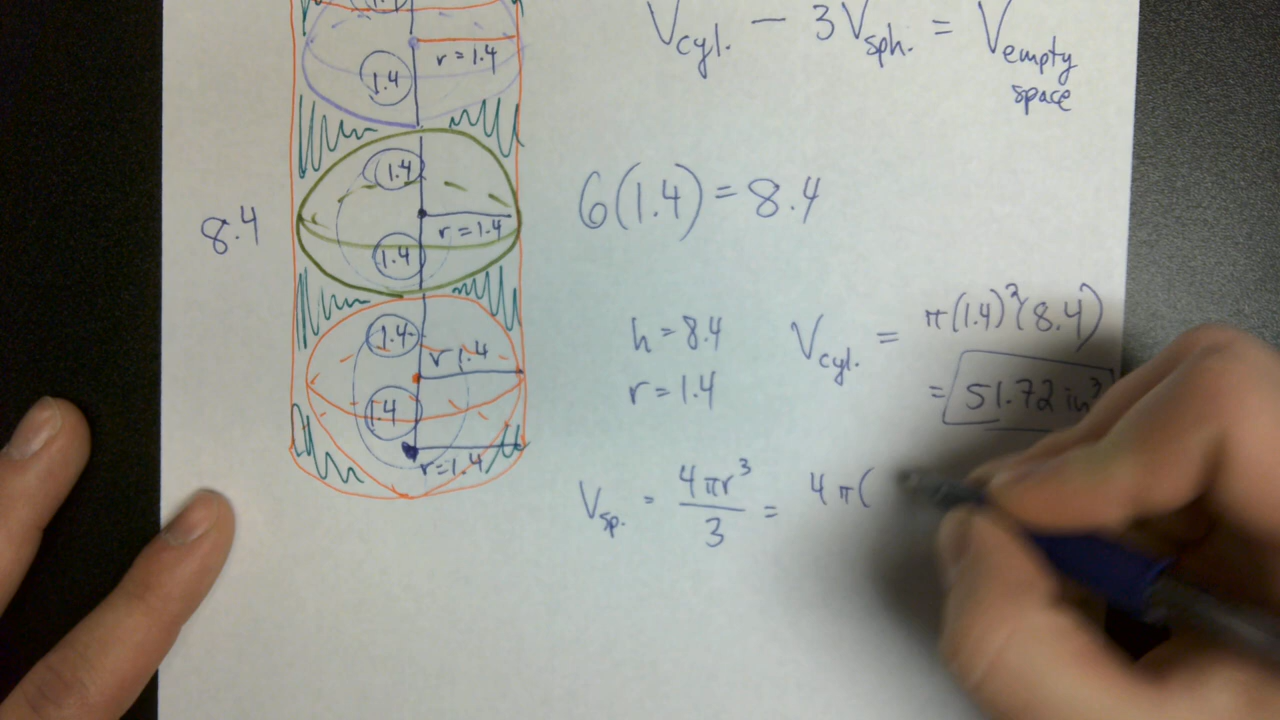 (1.4)
V cyl. − 3V sph. = V empty space
r = 1.4
1.4
1.4
6(1.4) = 8.4
8.4
r = 1.4
1.4
π(1.4)²(8.4)
1.4
h = 8.4
V cyl. =
r 1.4
r = 1.4
= 51.72 in³
1.4
r=1.4
V sp. = 4πr³/3 = 4π(